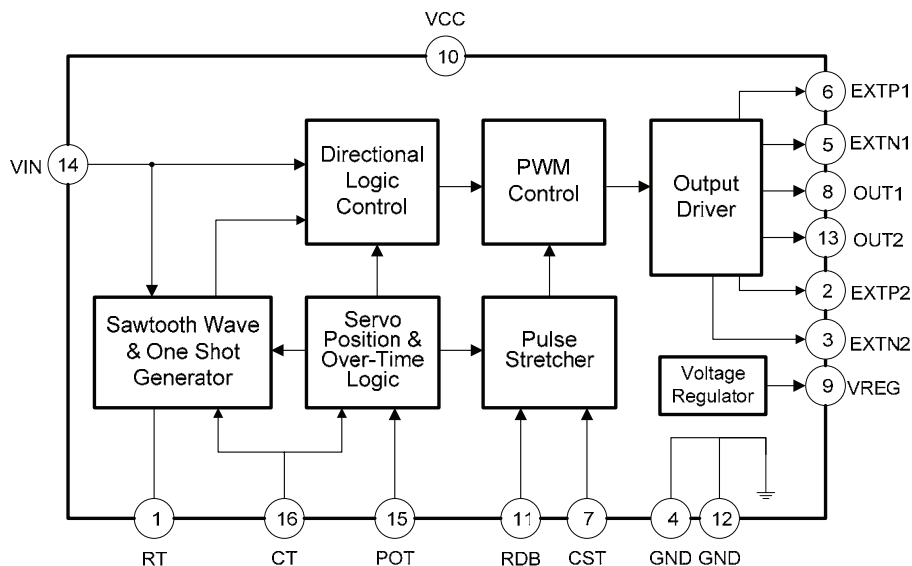 VCC
10
6 EXTP1
5 EXTN1
8 OUT1
13 OUT2
2 EXTP2
3 EXTN2
9 VREG
VIN 14
Directional
Logic
Control
PWM
Control
Output
Driver
Sawtooth Wave
& One Shot
Generator
Servo
Position &
Over-Time
Logic
Pulse
Stretcher
Voltage
Regulator
1
RT
16
CT
15
POT
11
RDB
7
CST
4
GND
12
GND